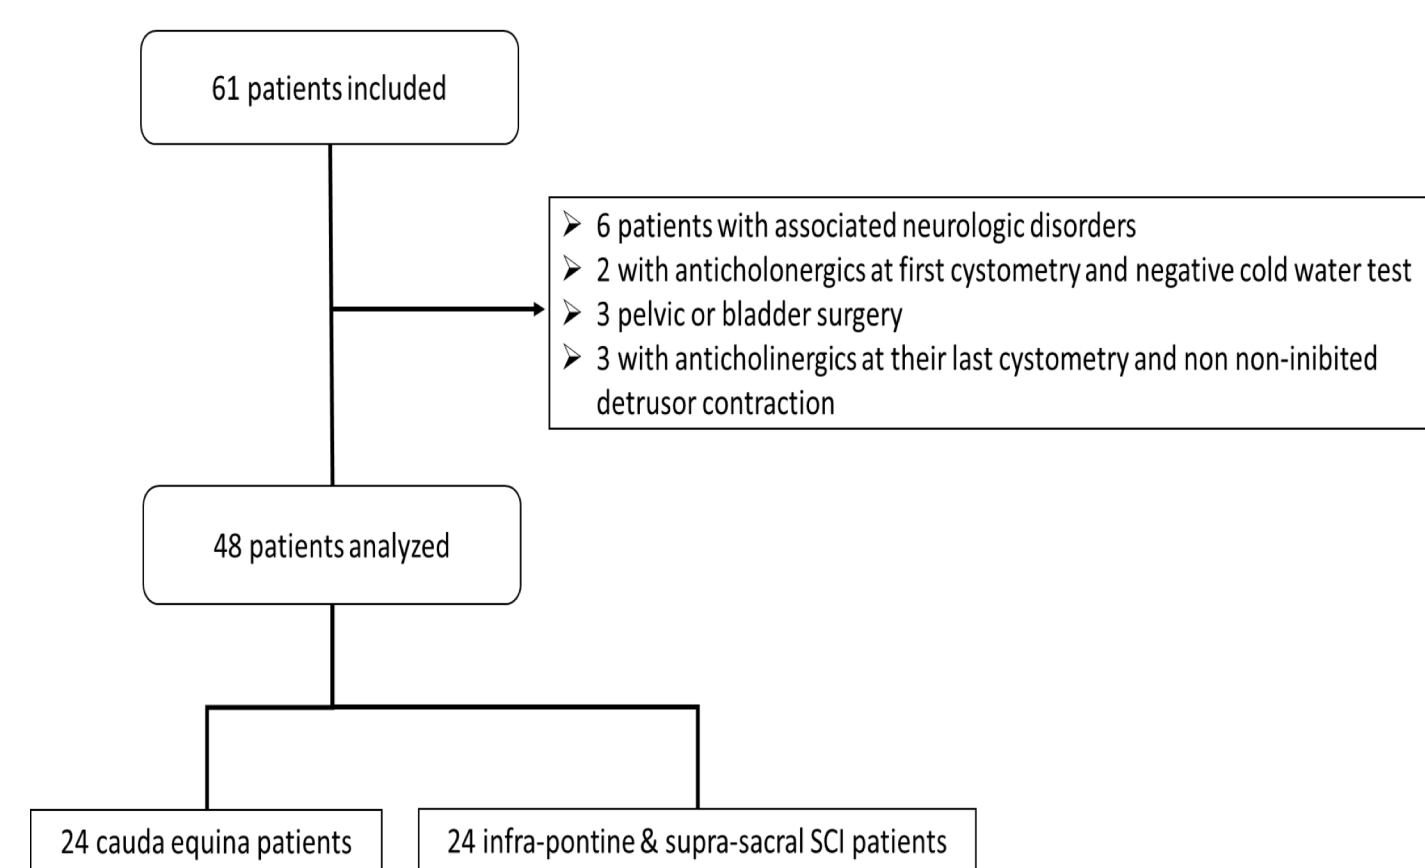 61 patients included
➢ 6 patients with associated neurologic disorders
➢ 2 with anticholonergics at first cystometry and negative cold water test
➢ 3 pelvic or bladder surgery
➢ 3 with anticholinergics at their last cystometry and non non-inibited
detrusor contraction
48 patients analyzed
24 cauda equina patients
24 infra-pontine & supra-sacral SCI patients